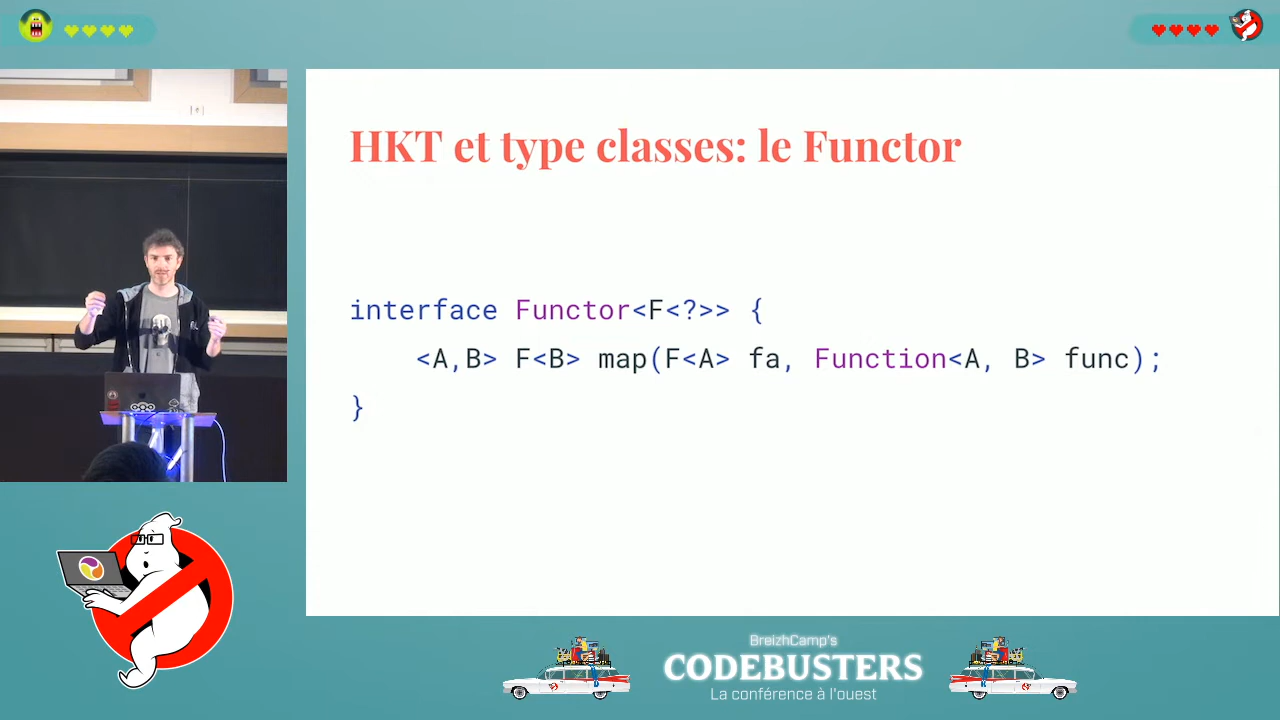 HKT et type classes: le Functor
interface Functor<F<?>> {
<A,B> F<B> map(F<A> fa, Function<A, B> func);
}
BreizhCamp's
CODEBUSTERS
La conférence à l'ouest